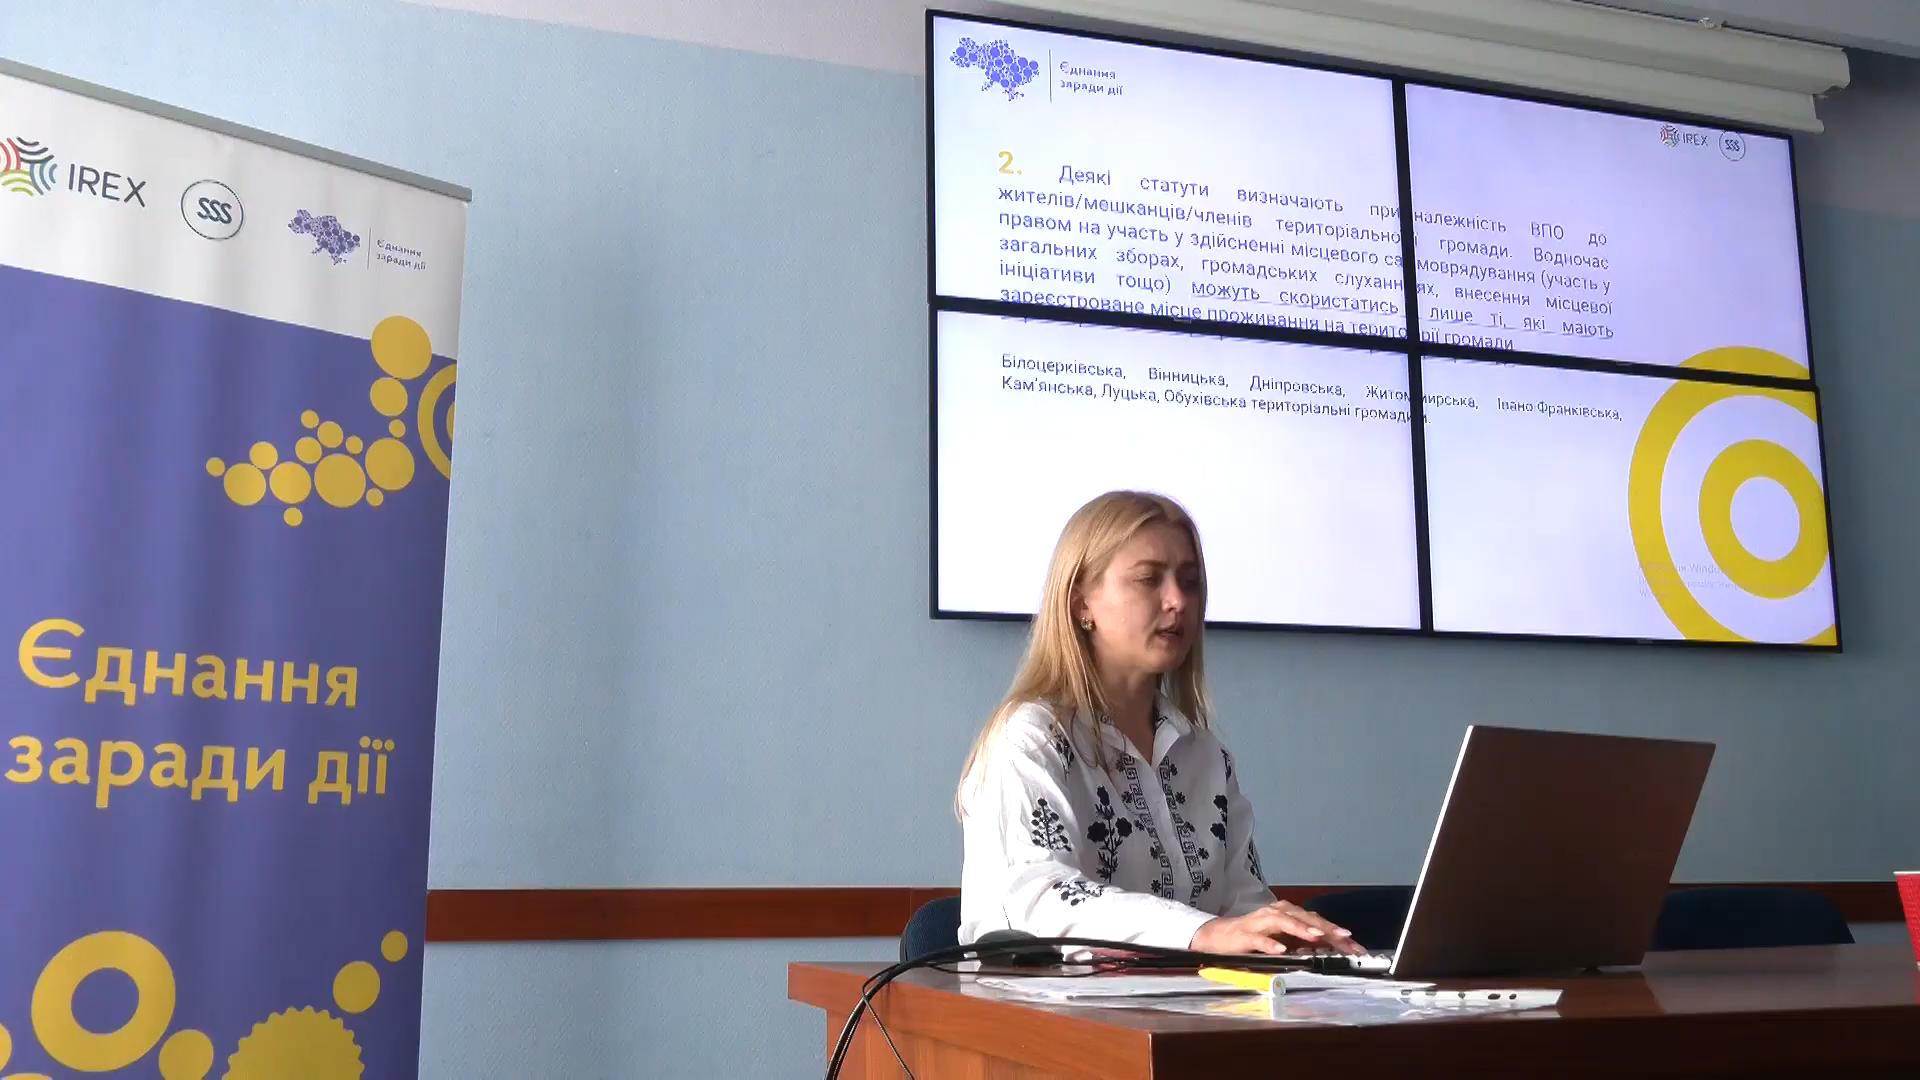 IREX
SSS
Єднання
заради дії
Єднання
заради дії
Єднання
заради дії
IREX
SSS
2. Деякі статути визначають приналежність ВПО до
жителів/мешканців/членів територіальної громади. Водночас
правом на участь у здійсненні місцевого самоврядування (участь у
загальних зборах, громадських слуханнях, внесення місцевої
ініціативи тощо) можуть скористатись лише ті, які мають
зареєстроване місце проживання на території громади.
Білоцерківська, Вінницька, Дніпровська, Житомирська, Івано-Франківська,
Кам'янська, Луцька, Обухівська територіальні громади.